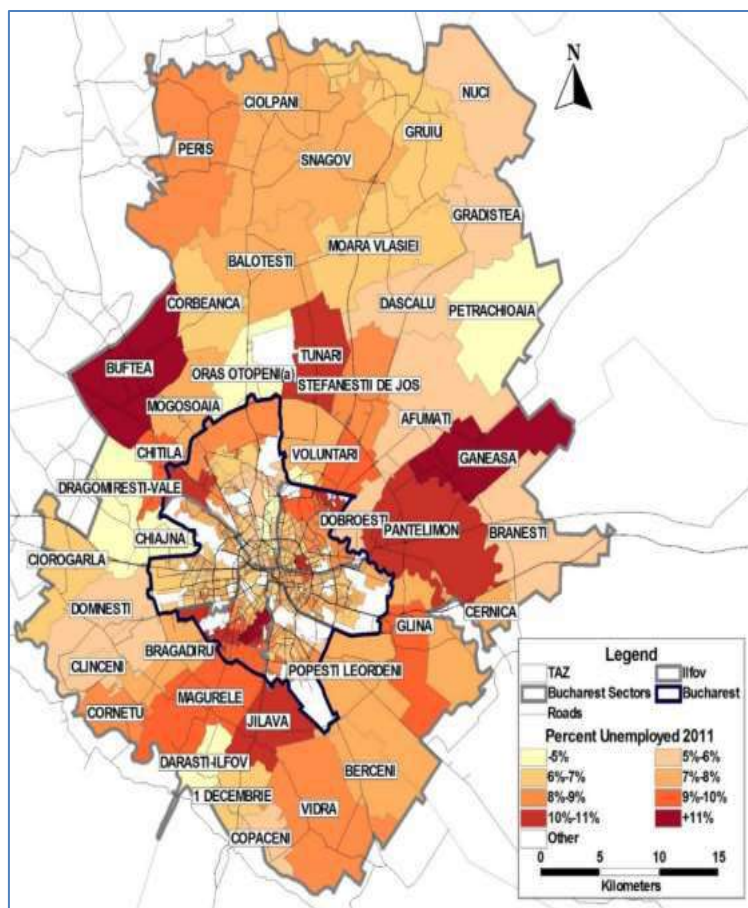 N
NUCI
CIOLPANI
GRUIU
PERIS
SNAGOV
GRADISTEA
MOARA VLASIEI
BALOTESTI
CORBEANCA
DASCALU
PETRACHIOAIA
BUFTEA
TUNARI
ORAS OTOPENI(a)
STEFANESTII DE JOS
MOGOSOAIA
AFUMATI
CHITILA
VOLUNTARI
GANEASA
DRAGOMIRESTI-VALE
DOBROESTI
PANTELIMON
BRANESTI
CHIAJNA
CIOROGARLA
DOMNESTI
CERNICA
GLINA
BRAGADIRU
CLINCENI
POPESTI LEORDENI
MAGURELE
CORNETU
JILAVA
DARASTI-ILFOV
BERCENI
1 DECEMBRIE
VIDRA
COPACENI
Legend
TAZ Ilfov
Bucharest Sectors Bucharest
Roads
Percent Unemployed 2011
-5% 5%-6%
6%-7% 7%-8%
8%-9% 9%-10%
10%-11% +11%
Other
0 5 10 15
Kilometers